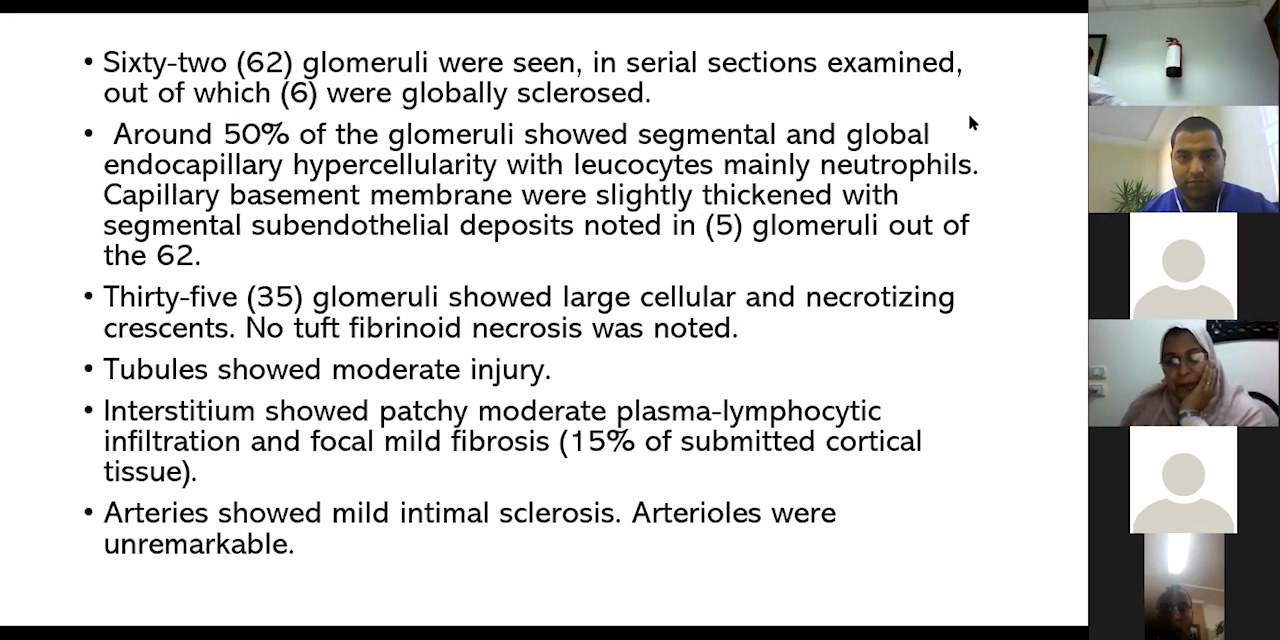 • Sixty-two (62) glomeruli were seen, in serial sections examined,
out of which (6) were globally sclerosed.
• Around 50% of the glomeruli showed segmental and global
endocapillary hypercellularity with leucocytes mainly neutrophils.
Capillary basement membrane were slightly thickened with
segmental subendothelial deposits noted in (5) glomeruli out of
the 62.
• Thirty-five (35) glomeruli showed large cellular and necrotizing
crescents. No tuft fibrinoid necrosis was noted.
• Tubules showed moderate injury.
• Interstitium showed patchy moderate plasma-lymphocytic
infiltration and focal mild fibrosis (15% of submitted cortical
tissue).
• Arteries showed mild intimal sclerosis. Arterioles were
unremarkable.